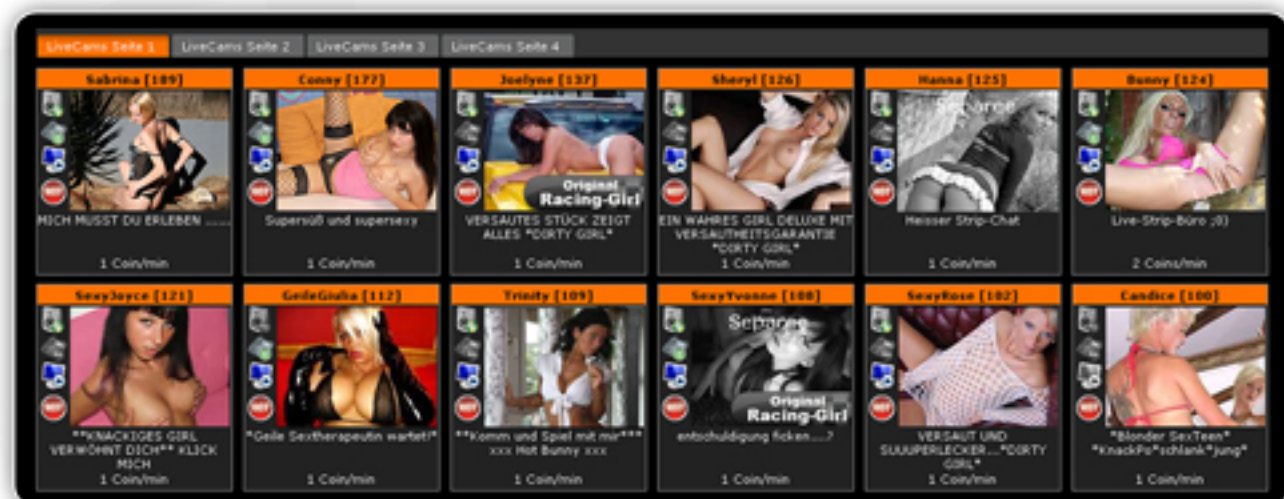 LiveCams Seite 1 LiveCams Seite 2 LiveCams Seite 3 LiveCams Seite 4
Sabrina [189]
MICH MUSST DU ERLEBEN
1 Coin/min
Conny [177]
Supersüß und supersexy
1 Coin/min
Joelyne [137]
Original
Racing-Girl
VERSAUTES STÜCK ZEIGT
ALLES *DIRTY GIRL*
1 Coin/min
Sheryl [126]
EIN WAHRES GIRL DELUXE MIT
VERSAUTHEITSGARANTIE
*DIRTY GIRL*
1 Coin/min
Hanna [125]
Separee
Heisser Strip-Chat
1 Coin/min
Bunny [124]
Live-Strip-Büro ;0)
2 Coins/min
SexyJoyce [121]
**KNACKIGES GIRL
VERWÖHNT DICH** KLICK
MICH
1 Coin/min
GeileGiulia [112]
*Geile Sextherapeutin wartet!*
1 Coin/min
Trinity [109]
**Komm und Spiel mit mir***
xxx Hot Bunny xxx
1 Coin/min
SexyYvonne [108]
Separee
Original
Racing-Girl
entschuldigung ficken....?
1 Coin/min
SexyRose [102]
VERSAUT UND
SUUUPERLECKER...*DIRTY
GIRL*
1 Coin/min
Candice [100]
*Blonder SexTeen*
*KnackPo*schlank*jung*
1 Coin/min